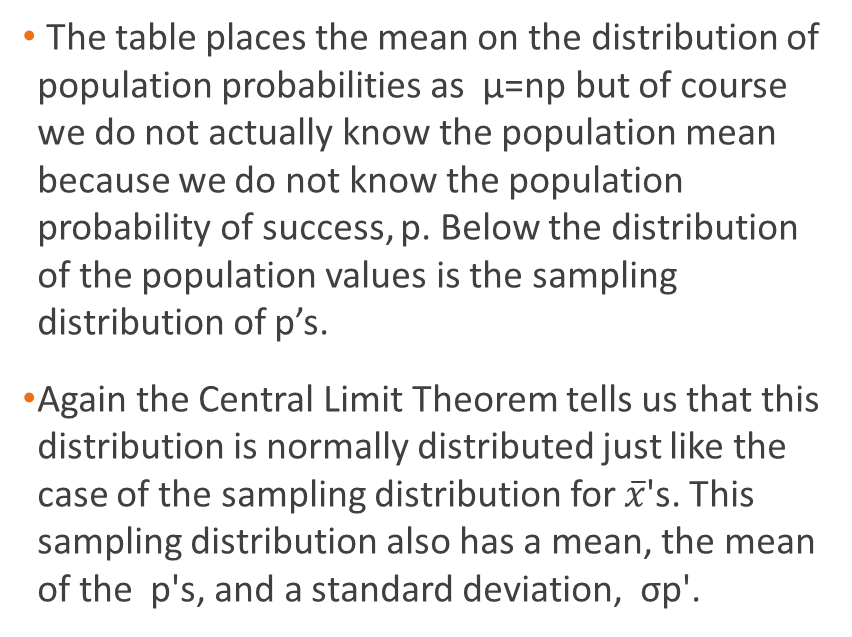 • The table places the mean on the distribution of
population probabilities as μ=np but of course
we do not actually know the population mean
because we do not know the population
probability of success, p. Below the distribution
of the population values is the sampling
distribution of p’s.
•Again the Central Limit Theorem tells us that this
distribution is normally distributed just like the
case of the sampling distribution for x̅'s. This
sampling distribution also has a mean, the mean
of the p's, and a standard deviation, σp'.